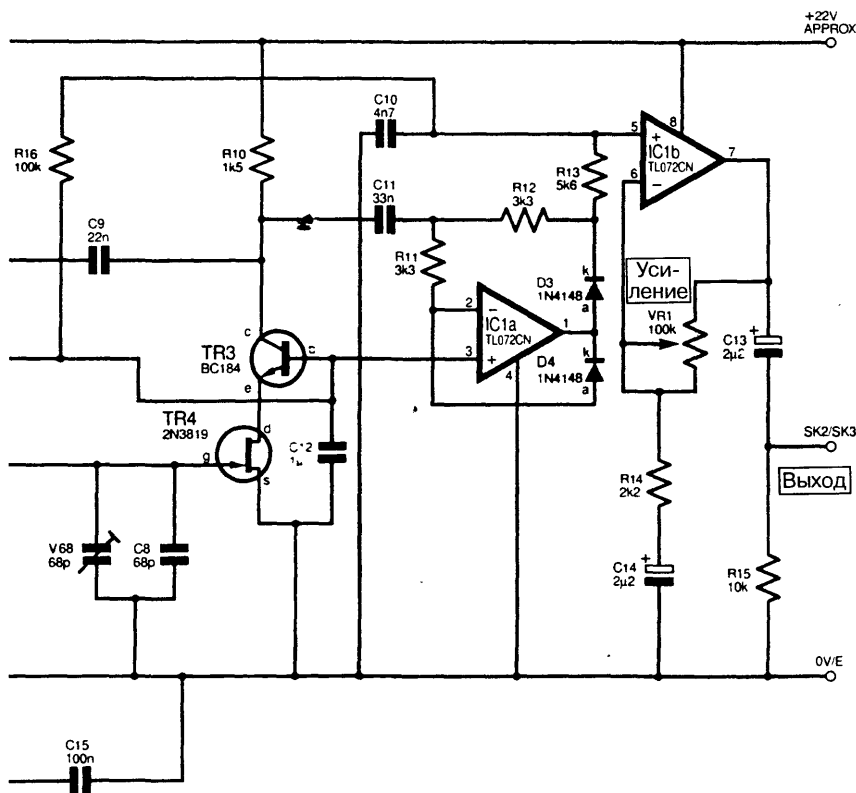 +22V
APPROX
C10
4n7
R16
100k
R10
1k5
5
+
8
IC1b
TL072CN
7
6
−
R13
5k6
C11
33n
R12
3k3
C9
22n
R11
3k3
D3
1N4148
k
a
Уси-
ление
VR1
100k
2
−
IC1a
TL072CN
1
3
+
4
D4
1N4148
k
a
+
C13
2µ2
c
TR3
BC184
e
TR4
2N3819
d
g
s
C12
SK2/SK3
Выход
R14
2k2
V68
68p
C8
68p
+
C14
2µ2
R15
10k
0V/E
C15
100n